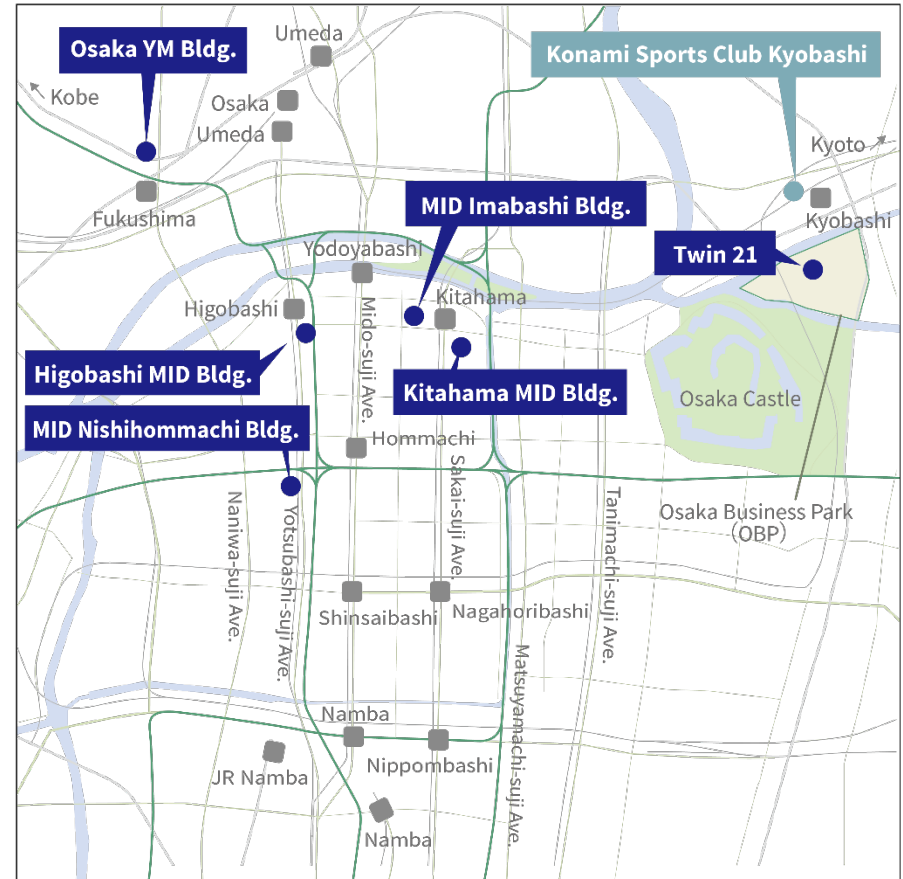 Umeda
Osaka YM Bldg.
Konami Sports Club Kyobashi
Kobe
Osaka
Umeda
Kyoto
Fukushima
MID Imabashi Bldg.
Kyobashi
Yodoyabashi
Twin 21
Higobashi
Kitahama
Mido-suji Ave.
Higobashi MID Bldg.
Kitahama MID Bldg.
Osaka Castle
MID Nishihommachi Bldg.
Hommachi
Sakai-suji Ave.
Naniwa-suji Ave.
Yotsubashi-suji Ave.
Tanimachi-suji Ave.
Osaka Business Park
(OBP)
Shinsaibashi
Nagahoribashi
Matsuyamachi-suji Ave.
Namba
JR Namba
Nippombashi
Namba